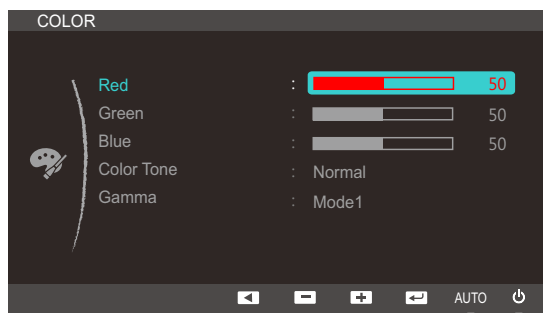 COLOR
Red : 50
Green : 50
Blue : 50
Color Tone : Normal
Gamma : Mode1
AUTO